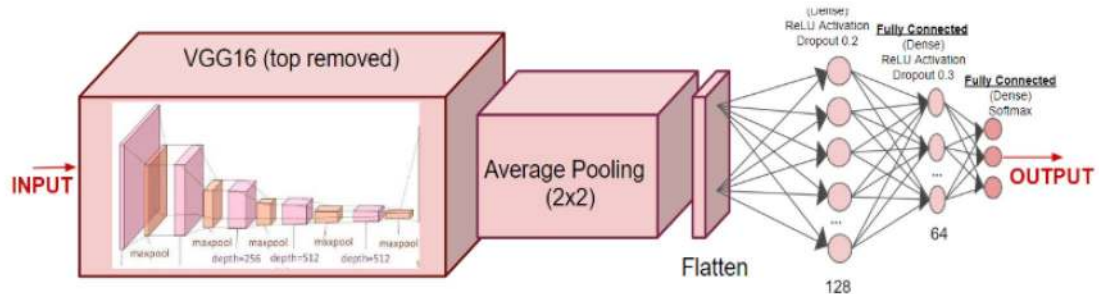 VGG16 (top removed)
INPUT
maxpool
maxpool
maxpool
maxpool
maxpool
depth=256
depth=512
depth=512
Average Pooling
(2x2)
Flatten
(Dense)
ReLU Activation
Dropout 0.2
...
128
Fully Connected
(Dense)
ReLU Activation
Dropout 0.3
...
64
Fully Connected
(Dense)
Softmax
OUTPUT